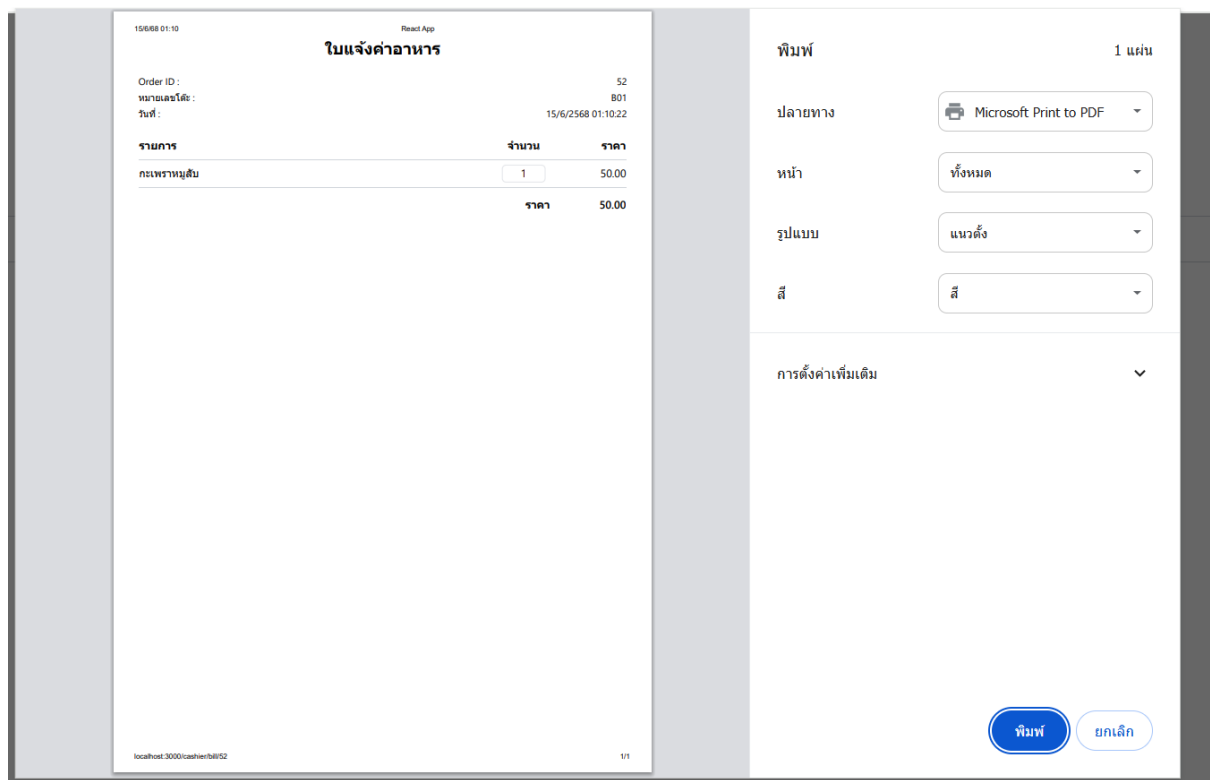 15/6/68 01:10 React App
ใบแจ้งค่าอาหาร
Order ID : 52
หมายเลขโต๊ะ : B01
วันที่ : 15/6/2568 01:10:22
รายการ จำนวน ราคา
กะเพราหมูสับ 1 50.00
ราคา 50.00
localhost:3000/cashier/bill/52 1/1
พิมพ์ 1 แผ่น
ปลายทาง Microsoft Print to PDF
หน้า ทั้งหมด
รูปแบบ แนวตั้ง
สี สี
การตั้งค่าเพิ่มเติม
พิมพ์ ยกเลิก